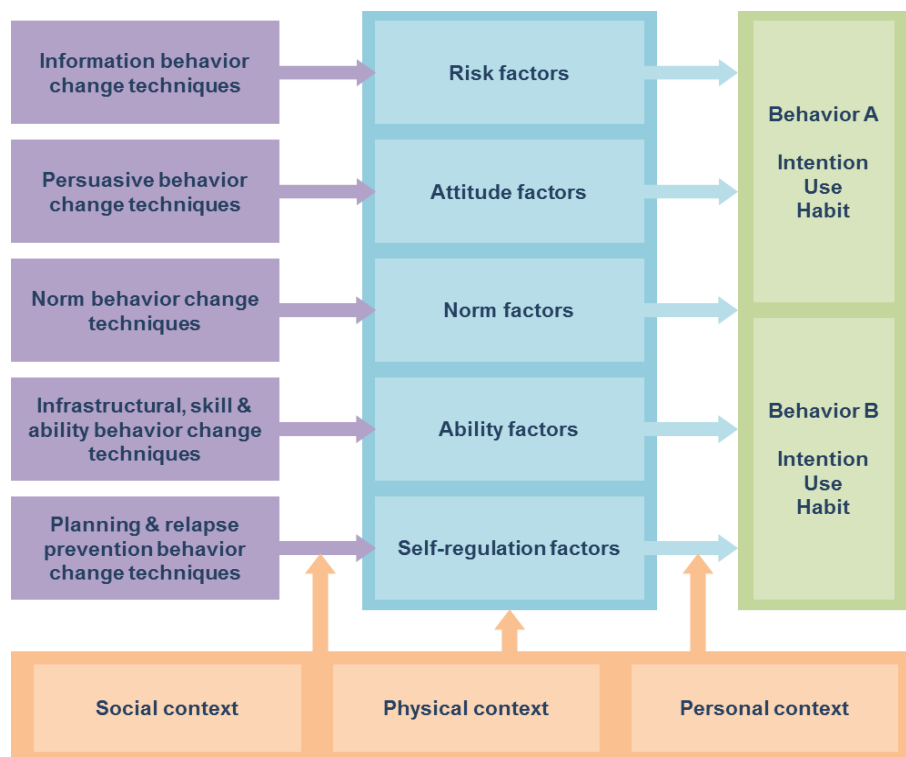 Information behavior
change techniques
Risk factors
Persuasive behavior
change techniques
Attitude factors
Norm behavior change
techniques
Norm factors
Infrastructural, skill &
ability behavior change
techniques
Ability factors
Planning & relapse
prevention behavior
change techniques
Self-regulation factors
Behavior A
Intention
Use
Habit
Behavior B
Intention
Use
Habit
Social context
Physical context
Personal context